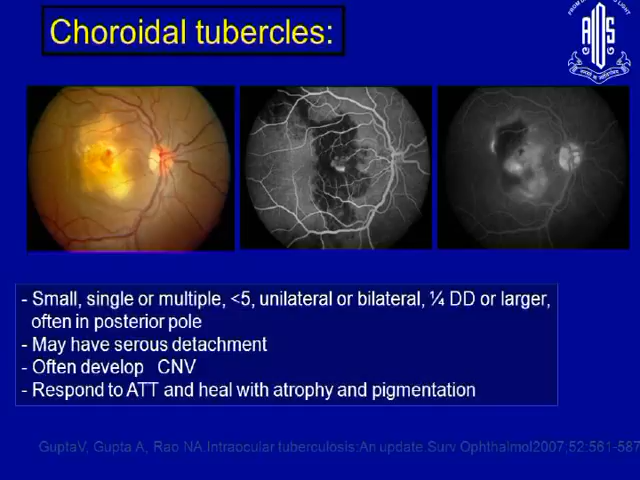 Choroidal tubercles:
- Small, single or multiple, <5, unilateral or bilateral, ¼ DD or larger,
often in posterior pole
- May have serous detachment
- Often develop CNV
- Respond to ATT and heal with atrophy and pigmentation
GuptaV, Gupta A, Rao NA.Intraocular tuberculosis:An update.Surv Ophthalmol2007,52:561-587